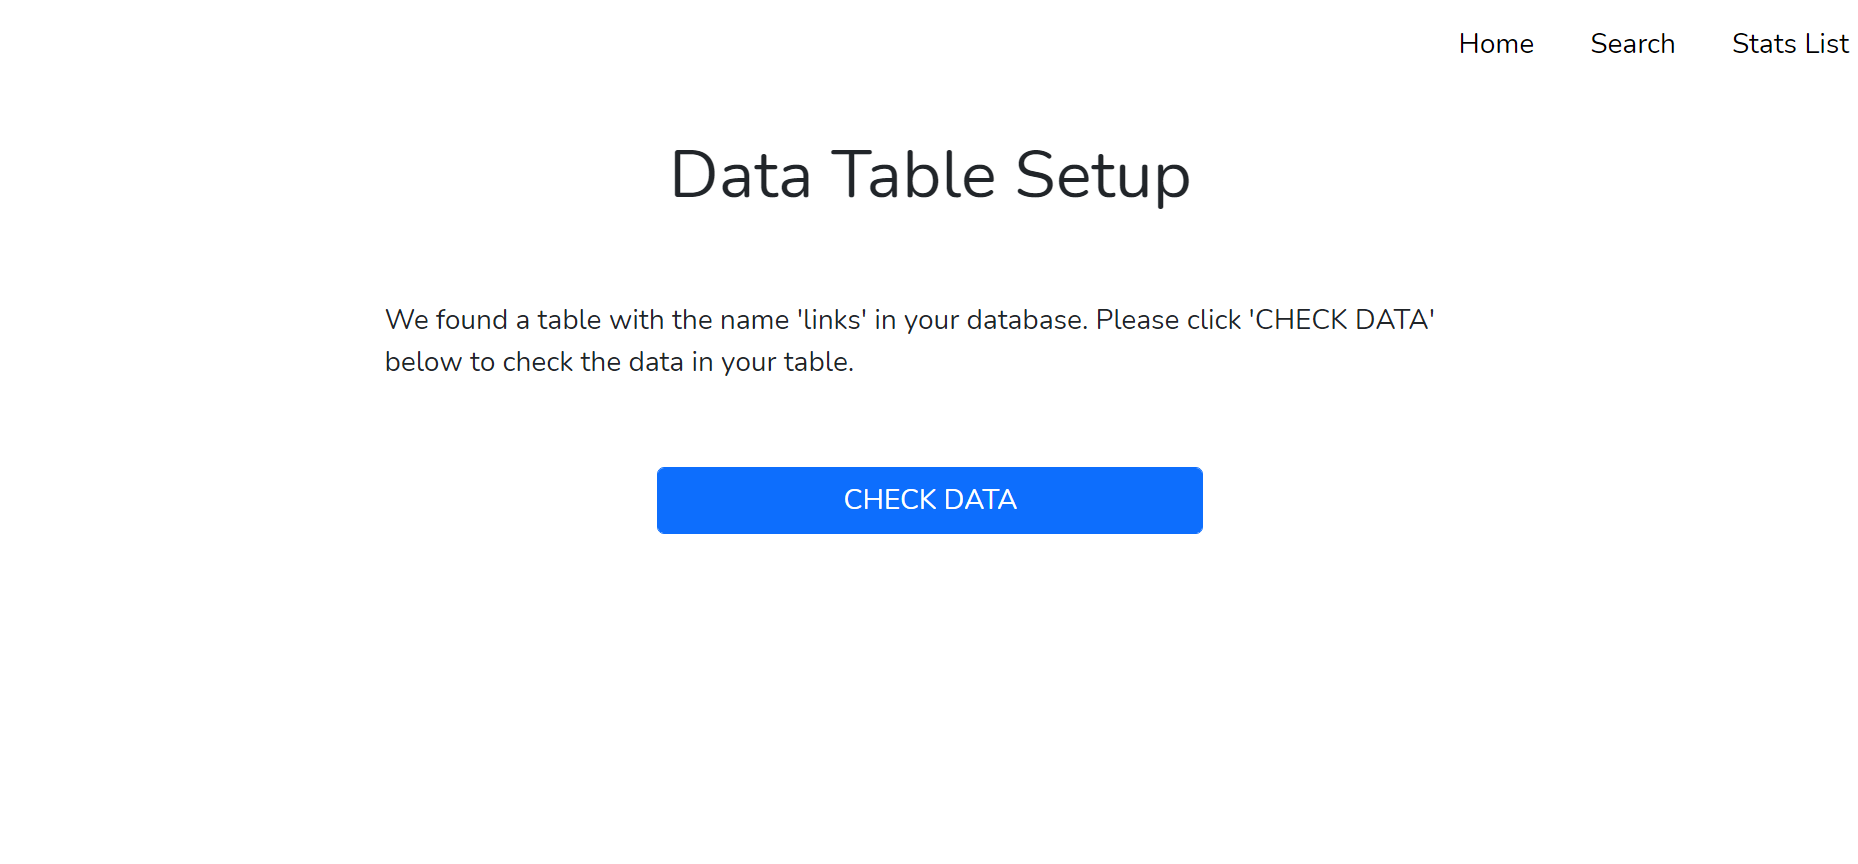 Home Search Stats List
Data Table Setup
We found a table with the name 'links' in your database. Please click 'CHECK DATA'
below to check the data in your table.
CHECK DATA